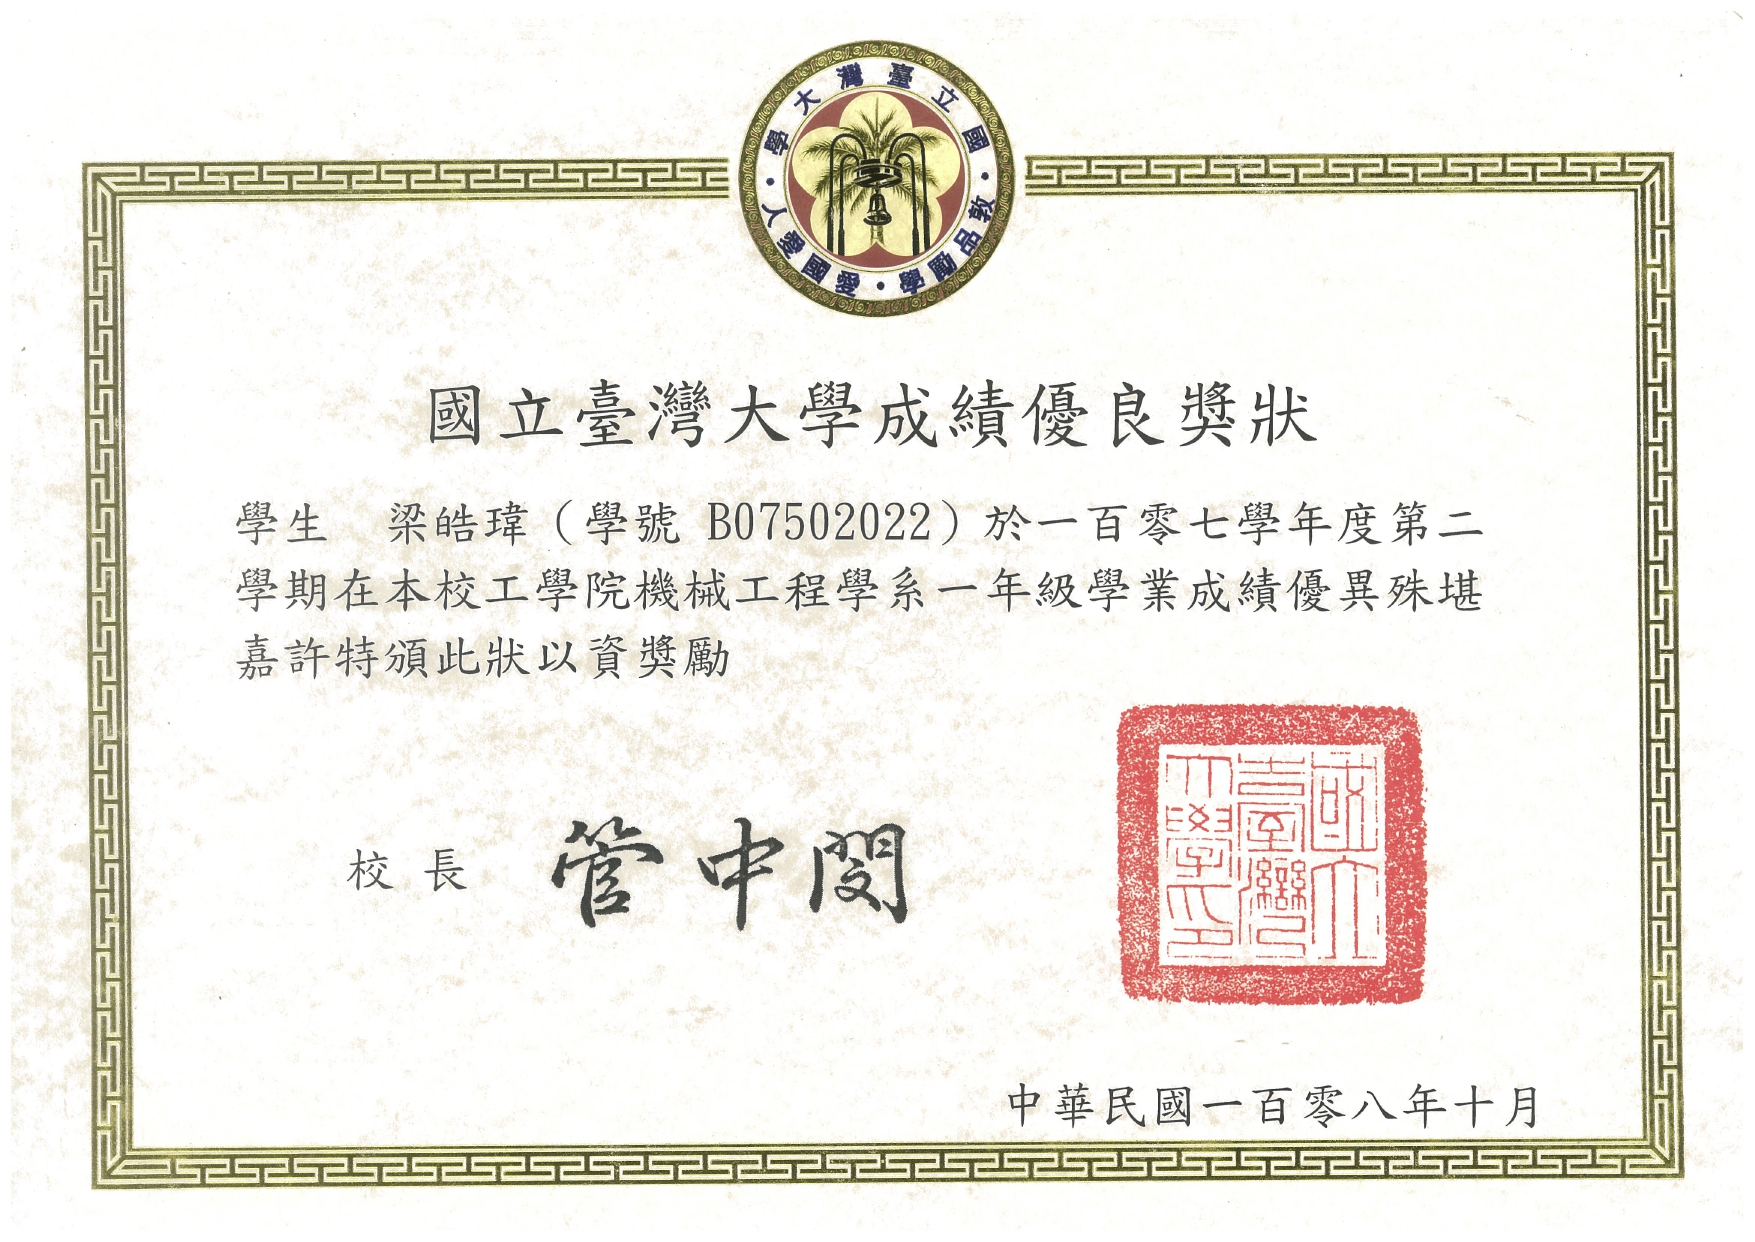 國立臺灣大學
敦品勵學·愛國愛人
國立臺灣大學成績優良獎狀
學生　梁皓瑋（學號 B07502022）於一百零七學年度第二
學期在本校工學院機械工程學系一年級學業成績優異殊堪
嘉許特頒此狀以資獎勵
校長　管中閔
國立臺灣大學印
中華民國一百零八年十月